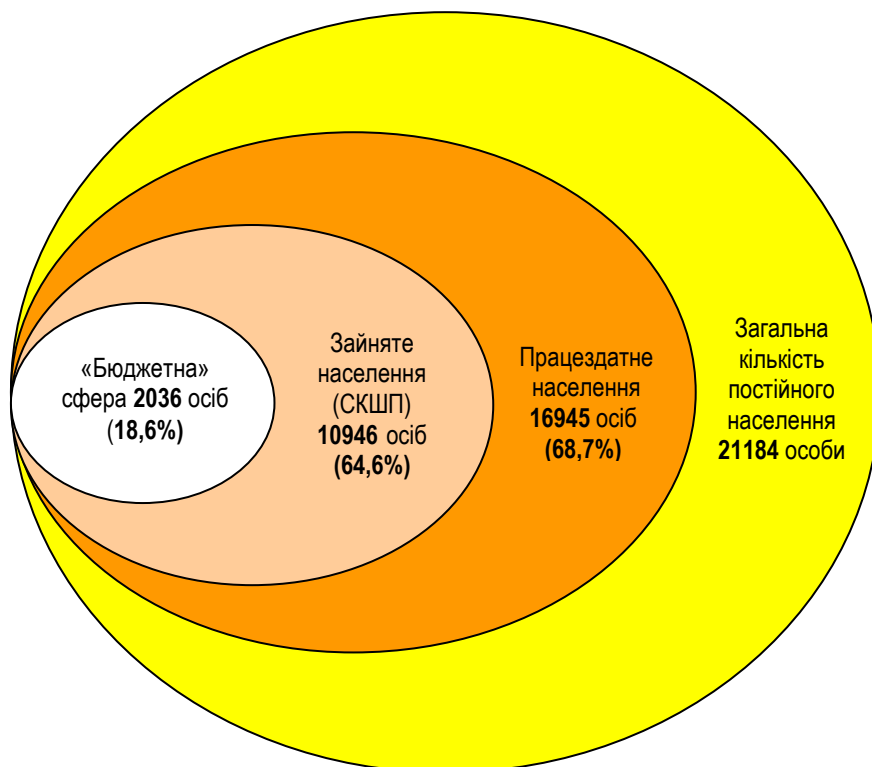 «Бюджетна»
сфера 2036 осіб
(18,6%)
Зайняте
населення
(СКШП)
10946 осіб
(64,6%)
Працездатне
населення
16945 осіб
(68,7%)
Загальна
кількість
постійного
населення
21184 особи